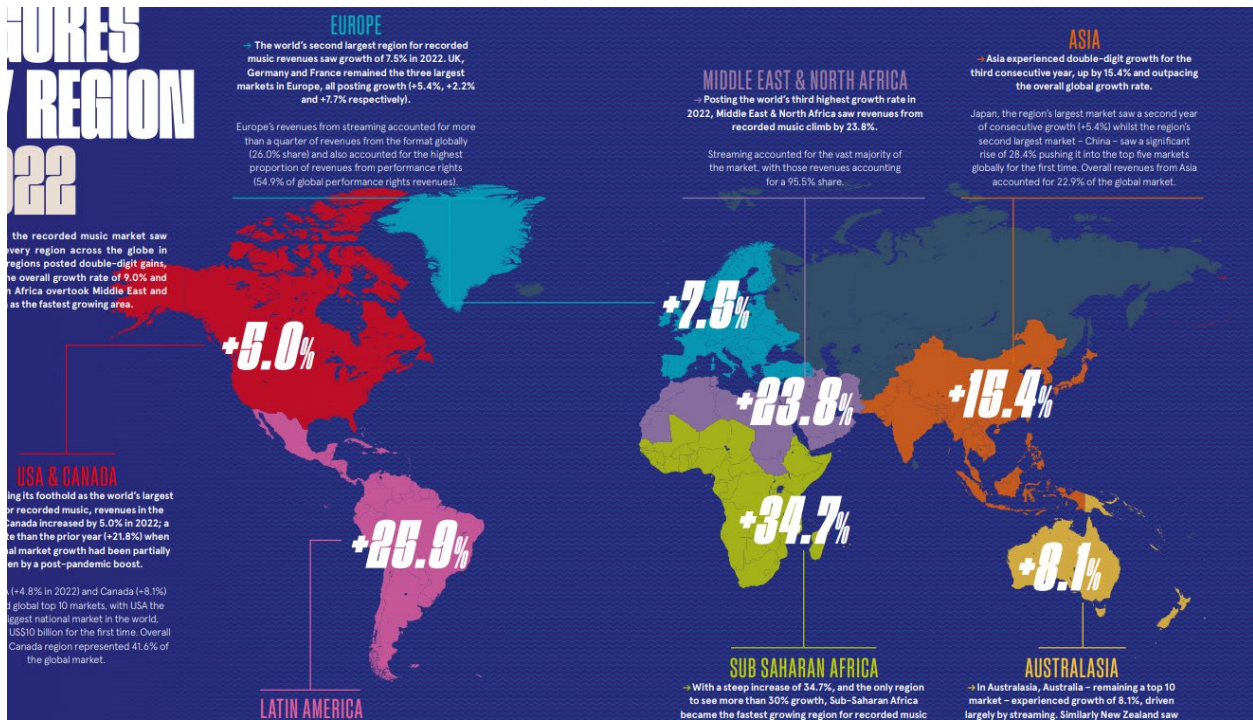 REGION
EUROPE
→ The world's second largest region for recorded
music revenues saw growth of 7.5% in 2022. UK,
Germany and France remained the three largest
markets in Europe, all posting growth (+5.4%, +2.2%
and +7.7% respectively).
Europe's revenues from streaming accounted for more
than a quarter of revenues from the format globally
(26.0% share) and also accounted for the highest
proportion of revenues from performance rights
(54.9% of global performance rights revenues).
MIDDLE EAST & NORTH AFRICA
→ Posting the world's third highest growth rate in
2022, Middle East & North Africa saw revenues
from recorded music climb by 23.8%.
Streaming accounted for the vast majority of
the market, with those revenues accounting
for a 95.5% share.
ASIA
→ Asia experienced double-digit growth for the
third consecutive year, up by 15.4% and outpacing
the overall global growth rate.
Japan, the region's largest market saw a second year
of consecutive growth (+5.4%) whilst the region's
second largest market – China – saw a significant
rise of 28.4% pushing it into the top five markets
globally for the first time. Overall revenues from Asia
accounted for 22.9% of the global market.
the recorded music market saw
every region across the globe in
regions posted double-digit gains,
overall growth rate of 9.0% and
Africa overtook Middle East and
as the fastest growing area.
+5.0%
+7.5%
+23.8%
+15.4%
+25.9%
+34.7%
+8.1%
USA & CANADA
its foothold as the world's largest
for recorded music, revenues in the
Canada increased by 5.0% in 2022; a
than the prior year (+21.8%) when
market growth had been partially
by a post-pandemic boost.
(+4.8% in 2022) and Canada (+8.1%)
global top 10 markets, with USA the
national market in the world,
US$10 billion for the first time. Overall
Canada region represented 41.6% of
the global market.
LATIN AMERICA
SUB SAHARAN AFRICA
→ With a steep increase of 34.7%, and the only region
to see more than 30% growth, Sub-Saharan Africa
became the fastest growing region for recorded music
AUSTRALASIA
→ In Australasia, Australia – remaining a top 10
market – experienced growth of 8.1%, driven
largely by streaming. Similarly New Zealand saw